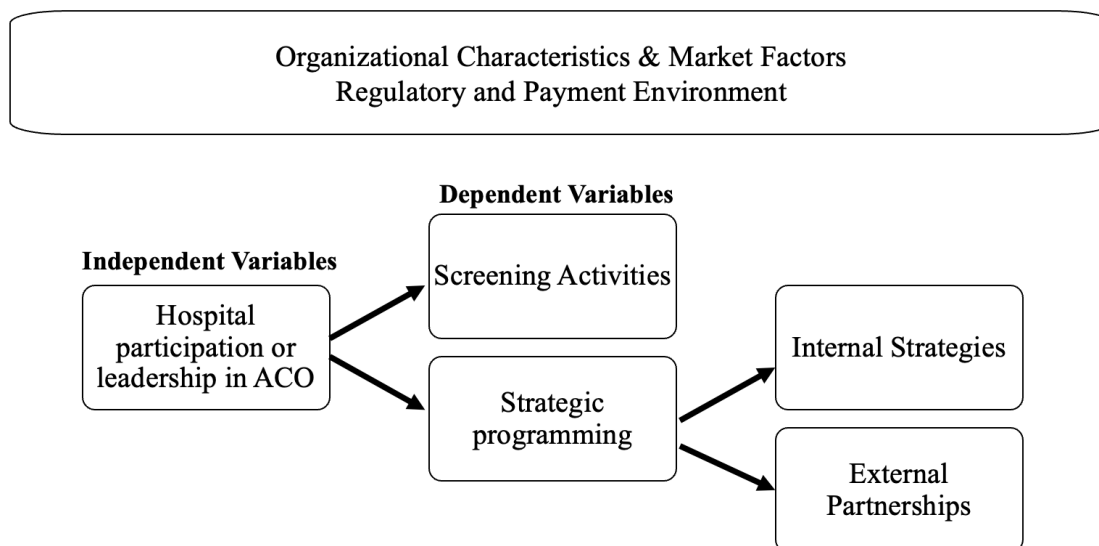 Organizational Characteristics & Market Factors
Regulatory and Payment Environment
Dependent Variables
Independent Variables
Screening Activities
Hospital
participation or
leadership in ACO
Internal Strategies
Strategic
programming
External
Partnerships